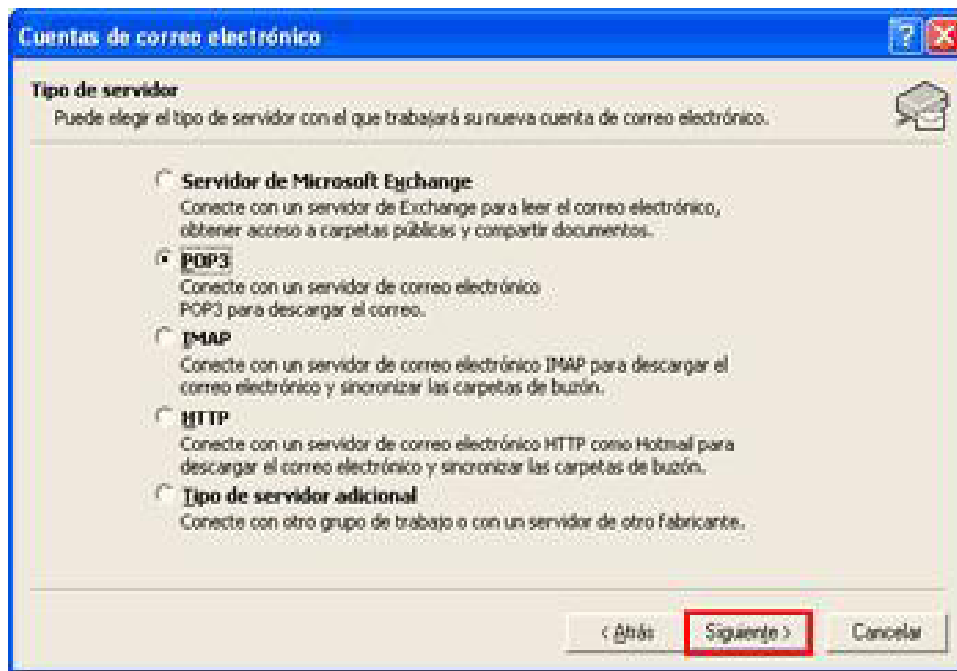 Cuentas de correo electrónico
Tipo de servidor
Puede elegir el tipo de servidor con el que trabajará su nueva cuenta de correo electrónico.
Servidor de Microsoft Exchange
Conecte con un servidor de Exchange para leer el correo electrónico,
obtener acceso a carpetas públicas y compartir documentos.
POP3
Conecte con un servidor de correo electrónico
POP3 para descargar el correo.
IMAP
Conecte con un servidor de correo electrónico IMAP para descargar el
correo electrónico y sincronizar las carpetas de buzón.
HTTP
Conecte con un servidor de correo electrónico HTTP como Hotmail para
descargar el correo electrónico y sincronizar las carpetas de buzón.
Tipo de servidor adicional
Conecte con otro grupo de trabajo o con un servidor de otro fabricante.
< Atrás Siguiente > Cancelar